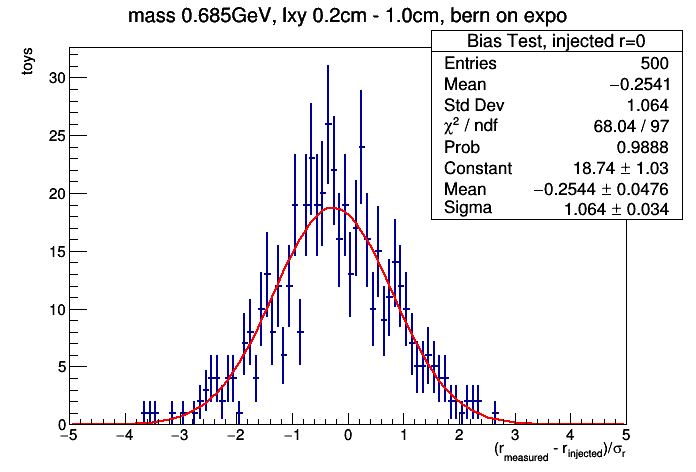 mass 0.685GeV, lxy 0.2cm - 1.0cm, bern on expo
Bias Test, injected r=0
Entries 500
Mean −0.2541
Std Dev 1.064
χ² / ndf 68.04 / 97
Prob 0.9888
Constant 18.74 ± 1.03
Mean −0.2544 ± 0.0476
Sigma 1.064 ± 0.034
toys
30
25
20
15
10
5
0
−5 −4 −3 −2 −1 0 1 2 3 4 5
(r_measured - r_injected)/σ_r